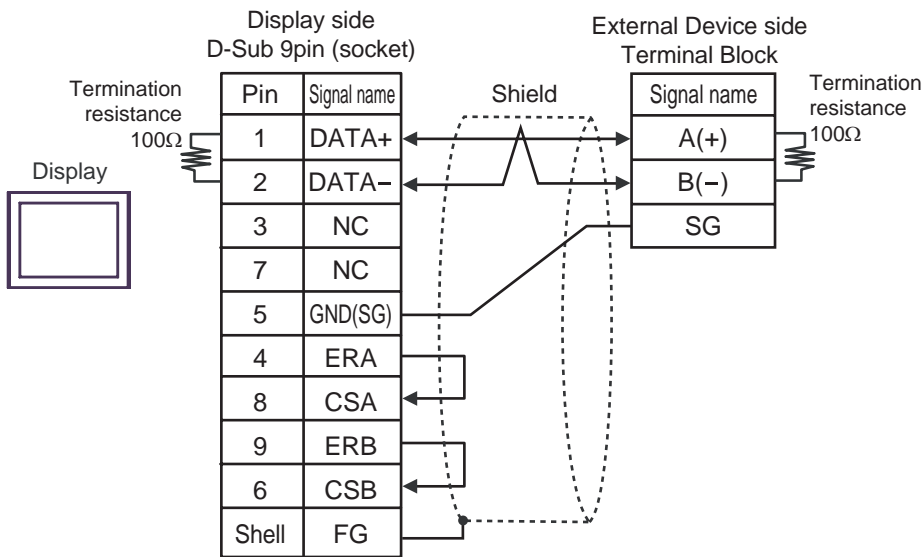 Display side
D-Sub 9pin (socket)
External Device side
Terminal Block
Termination
resistance
100Ω
Display
Pin Signal name
1 DATA+
2 DATA−
3 NC
7 NC
5 GND(SG)
4 ERA
8 CSA
9 ERB
6 CSB
Shell FG
Shield
Signal name
A(+)
B(−)
SG
Termination
resistance
100Ω